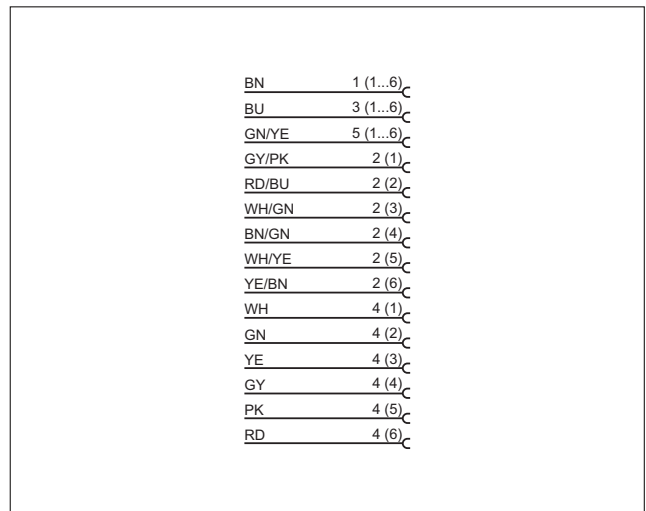 BN 1 (1...6)
BU 3 (1...6)
GN/YE 5 (1...6)
GY/PK 2 (1)
RD/BU 2 (2)
WH/GN 2 (3)
BN/GN 2 (4)
WH/YE 2 (5)
YE/BN 2 (6)
WH 4 (1)
GN 4 (2)
YE 4 (3)
GY 4 (4)
PK 4 (5)
RD 4 (6)